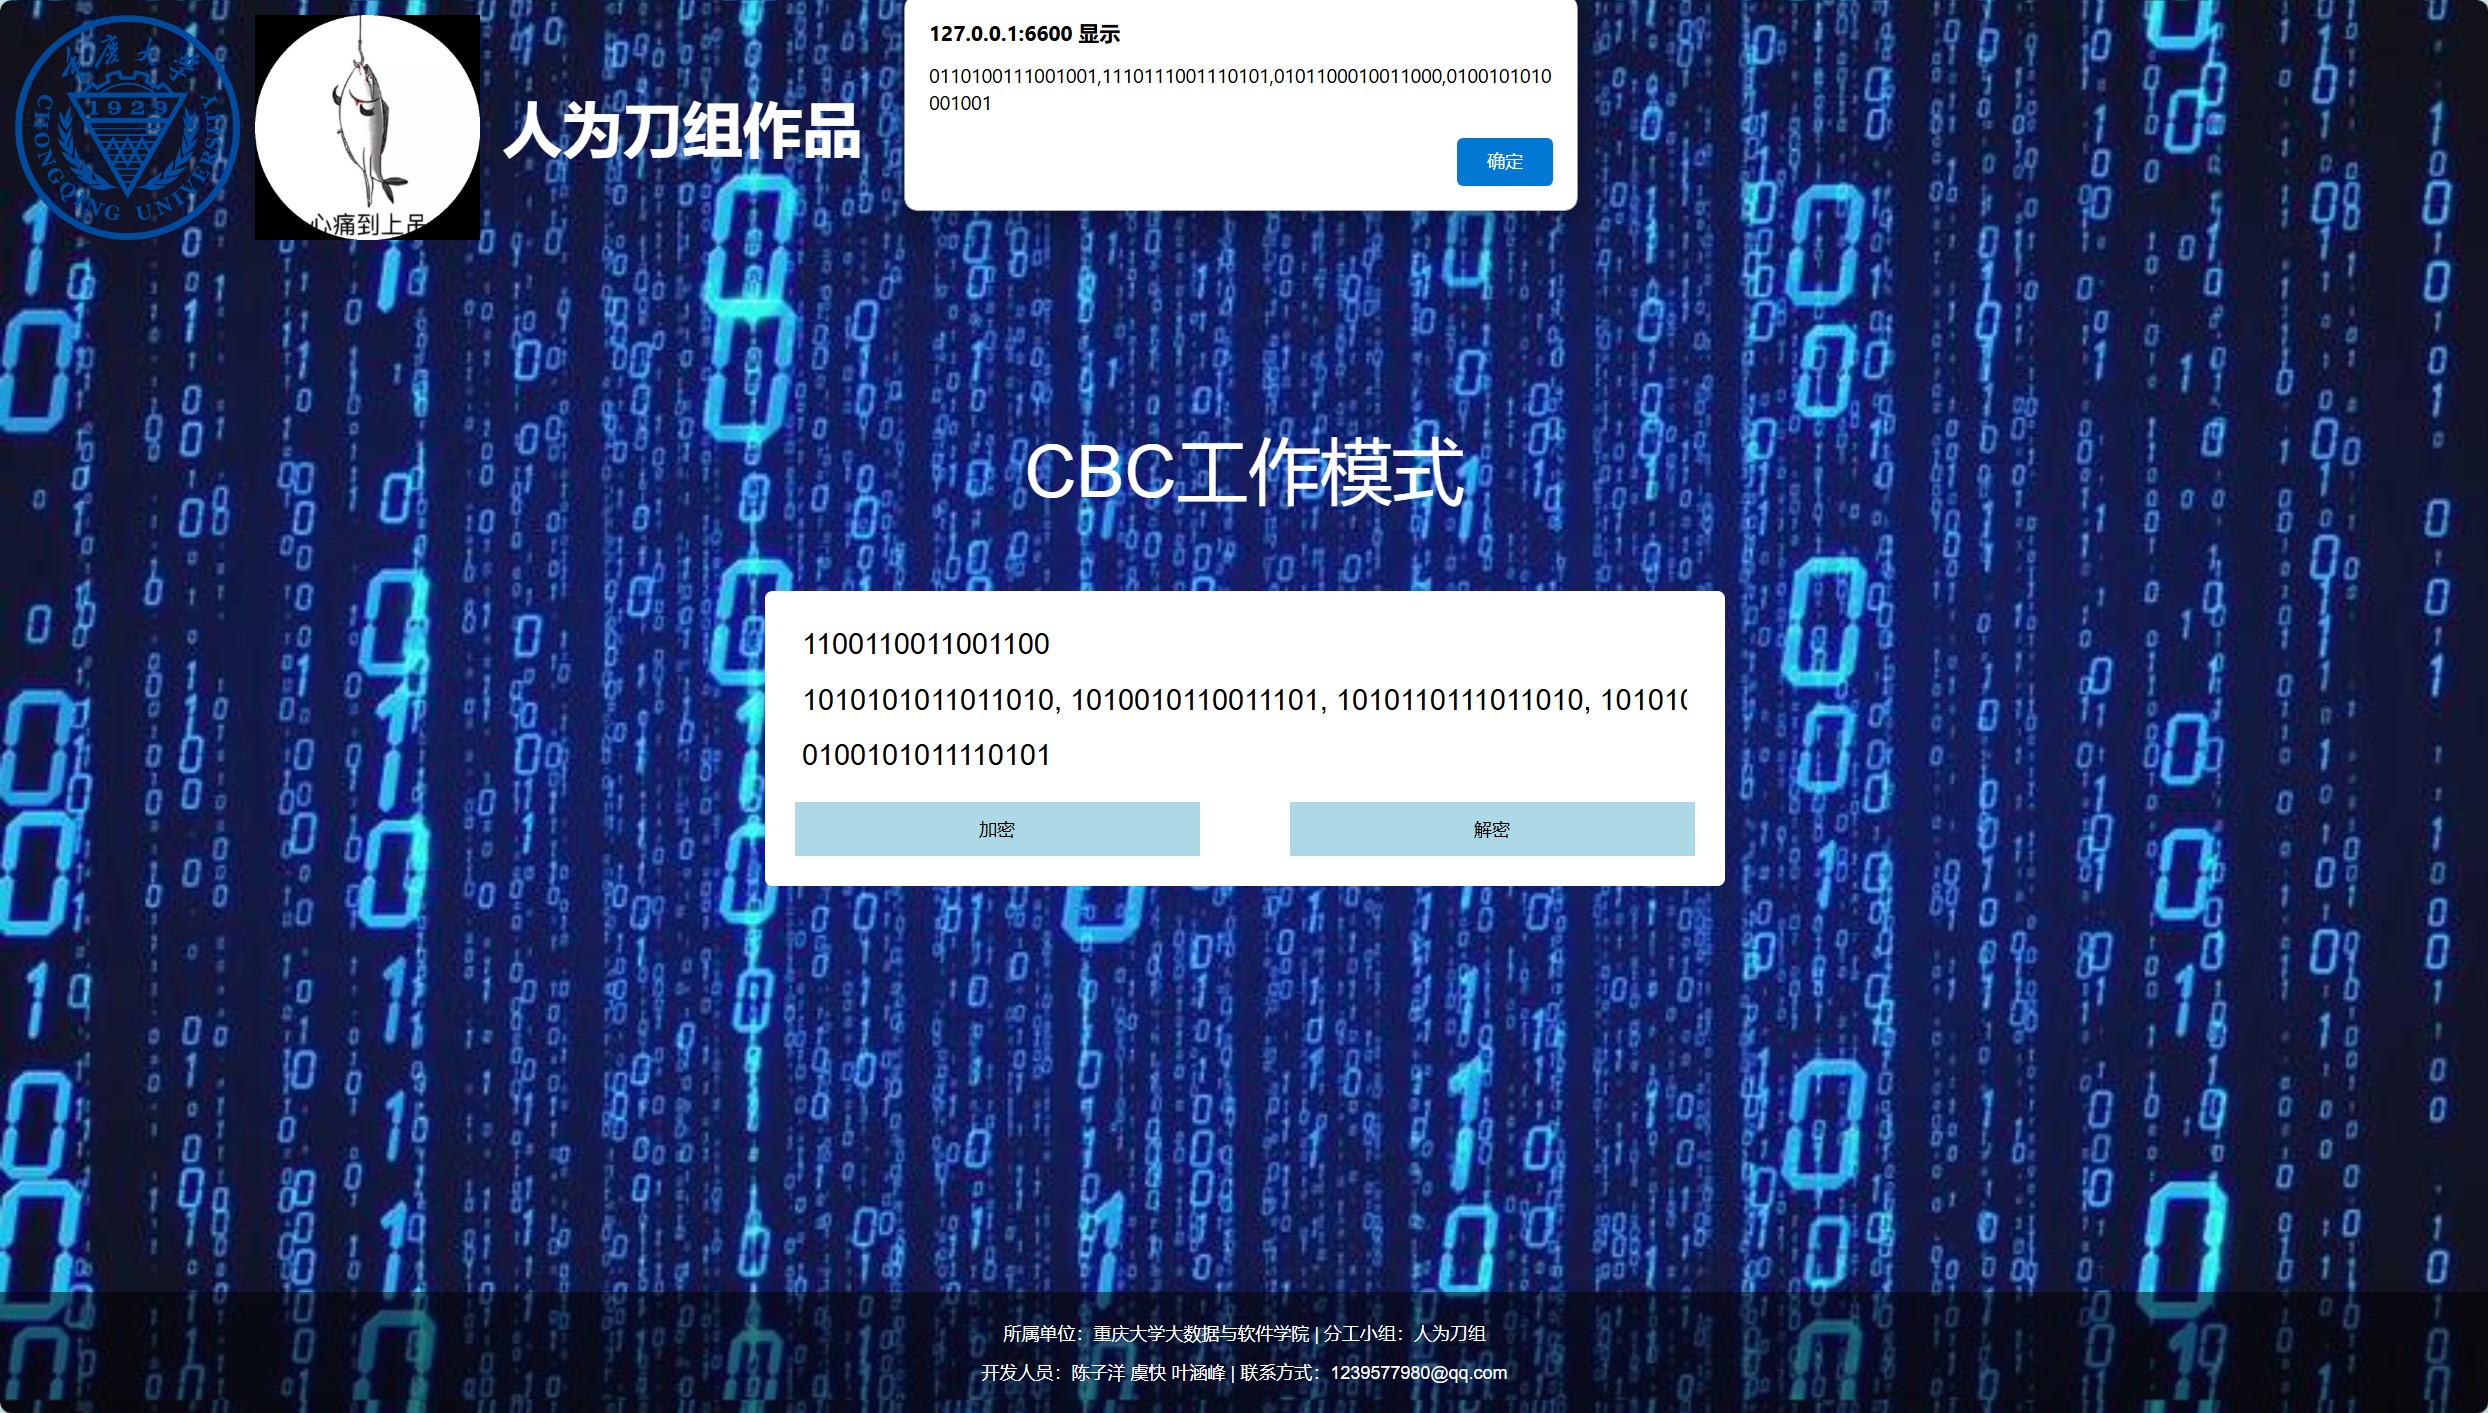 重庆大学
1929
CHONGQING UNIVERSITY
心痛到上吊
人为刀组作品
127.0.0.1:6600 显示
0110100111001001,1110111001110101,0101100010011000,0100101010
001001
确定
CBC工作模式
1100110011001100
1010101011011010, 1010010110011101, 1010110111011010, 101010
0100101011110101
加密
解密
所属单位：重庆大学大数据与软件学院 | 分工小组：人为刀组
开发人员：陈子洋 虞快 叶涵峰 | 联系方式：1239577980@qq.com